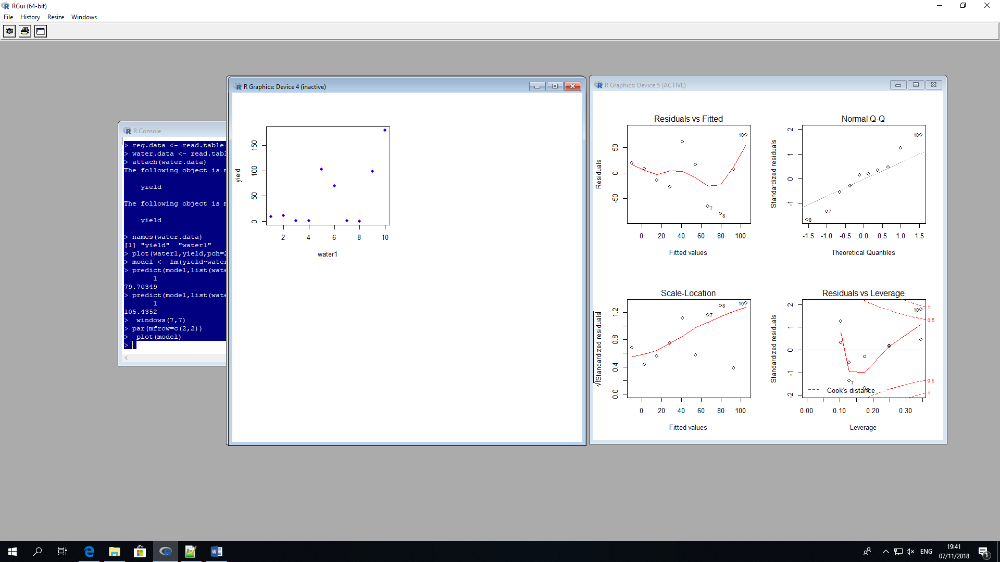 RGui (64-bit)
File History Resize Windows
R Console
> reg.data <- read.table
> water.data <- read.tabl
> attach(water.data)
The following object is m
yield
The following object is m
yield
> names(water.data)
[1] "yield" "water1"
> plot(water1,yield,pch=2
> model <- lm(yield~water
> predict(model,list(wate
1
79.70349
> predict(model,list(wate
1
105.4352
> windows(7,7)
> par(mfrow=c(2,2))
> plot(model)
>
R Graphics: Device 4 (inactive)
yield
0 50 100 150
2 4 6 8 10
water1
R Graphics: Device 5 (ACTIVE)
Residuals vs Fitted
Residuals
-50 0 50
10
7
8
0 20 40 60 80 100
Fitted values
Normal Q-Q
Standardized residuals
-1 0 1 2
10
7
8
-1.5 -1.0 -0.5 0.0 0.5 1.0 1.5
Theoretical Quantiles
Scale-Location
√|Standardized residuals|
0.0 0.4 0.8 1.2
10
8
7
0 20 40 60 80 100
Fitted values
Residuals vs Leverage
Standardized residuals
-2 -1 0 1 2
1
10
0.5
0.5
7
8
Cook's distance
1
0.00 0.10 0.20 0.30
Leverage
ENG
19:41
07/11/2018
1